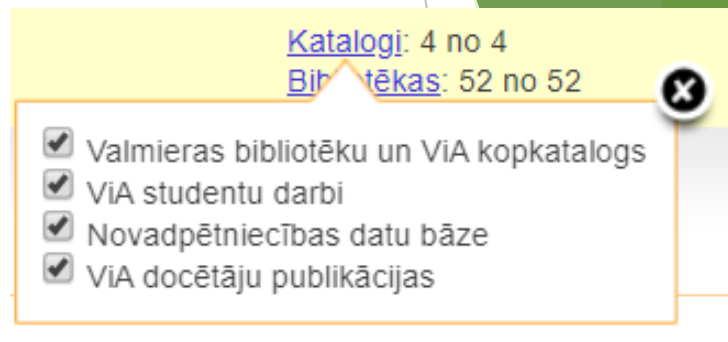 Katalogi: 4 no 4
Bibliotēkas: 52 no 52
Valmieras bibliotēku un ViA kopkatalogs
ViA studentu darbi
Novadpētniecības datu bāze
ViA docētāju publikācijas